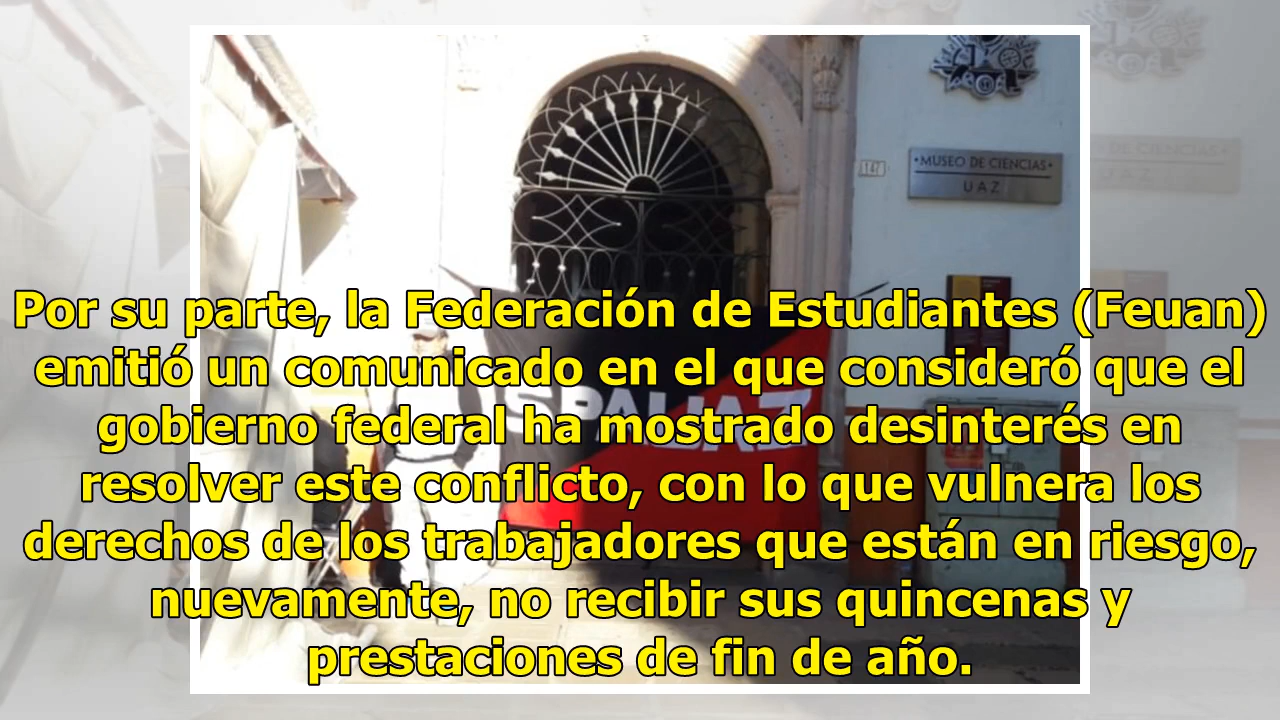 •MUSEO DE CIENCIAS•
UAZ
147
SPAUAZ
Por su parte, la Federación de Estudiantes (Feuan)
emitió un comunicado en el que consideró que el
gobierno federal ha mostrado desinterés en
resolver este conflicto, con lo que vulnera los
derechos de los trabajadores que están en riesgo,
nuevamente, no recibir sus quincenas y
prestaciones de fin de año.